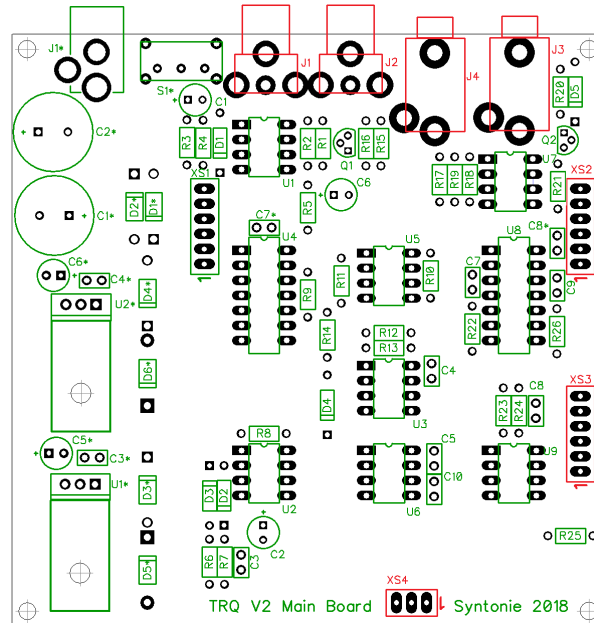 J1*
S1*
J1
J2
J4
J3
C1
R20
D5
C2*
R3
R4
D1
R2
R1
R16
R15
Q1
Q2
U1
R17
R19
R18
U7
XS2
C1*
D2*
D1*
XS1
R5
C6
R21
C7*
U4
U5
U8
C8*
C6*
C4*
D4*
R9
R11
R10
C7
C9
U2*
R14
R12
R13
R22
R26
D6*
D4
C4
U3
XS3
R23
R24
C8
C5*
C3*
R8
C5
U9
U1*
D3*
D3
D2
U2
C10
U6
C2
D5*
R6
R7
C3
R25
XS4
TRQ V2 Main Board 1 Syntonie 2018